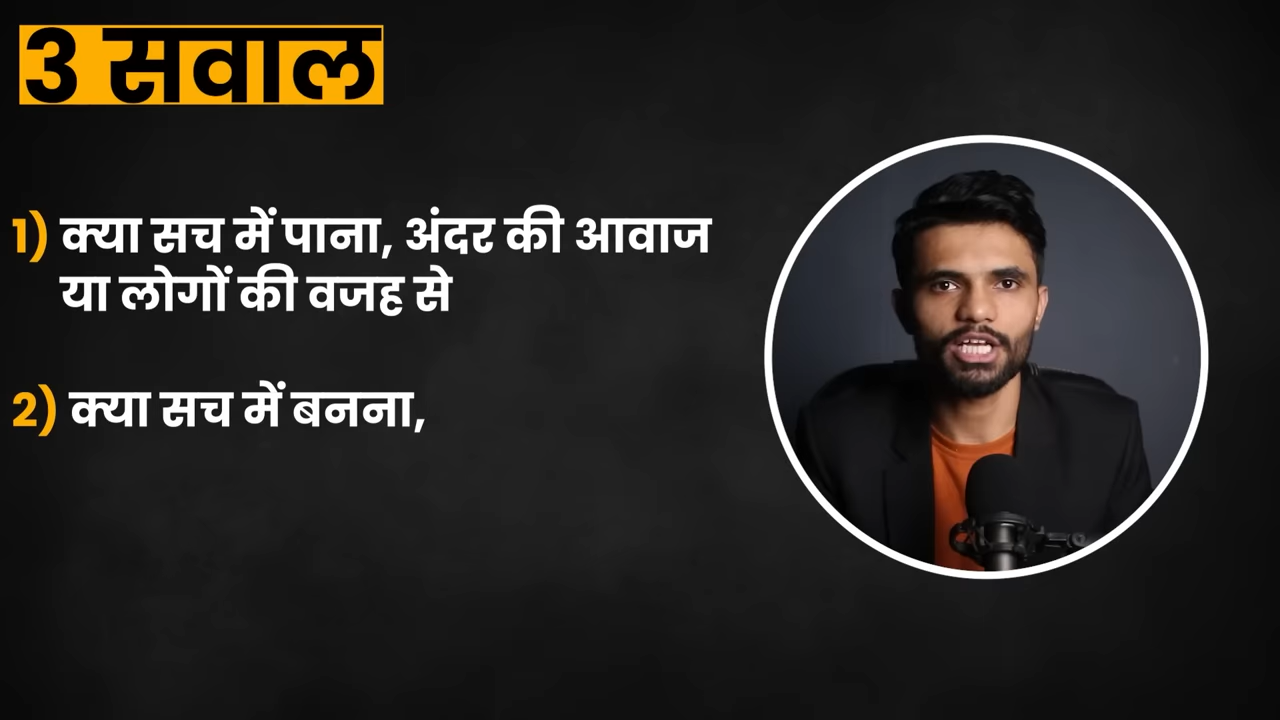 3 सवाल
1) क्या सच में पाना, अंदर की आवाज
या लोगों की वजह से
2) क्या सच में बनना,